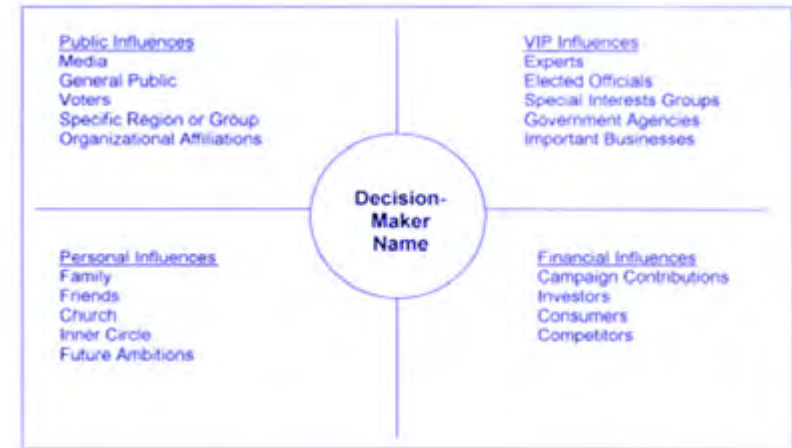 Public Influences
Media
General Public
Voters
Specific Region or Group
Organizational Affiliations
VIP Influences
Experts
Elected Officials
Special Interests Groups
Government Agencies
Important Businesses
Decision-
Maker
Name
Personal Influences
Family
Friends
Church
Inner Circle
Future Ambitions
Financial Influences
Campaign Contributions
Investors
Consumers
Competitors